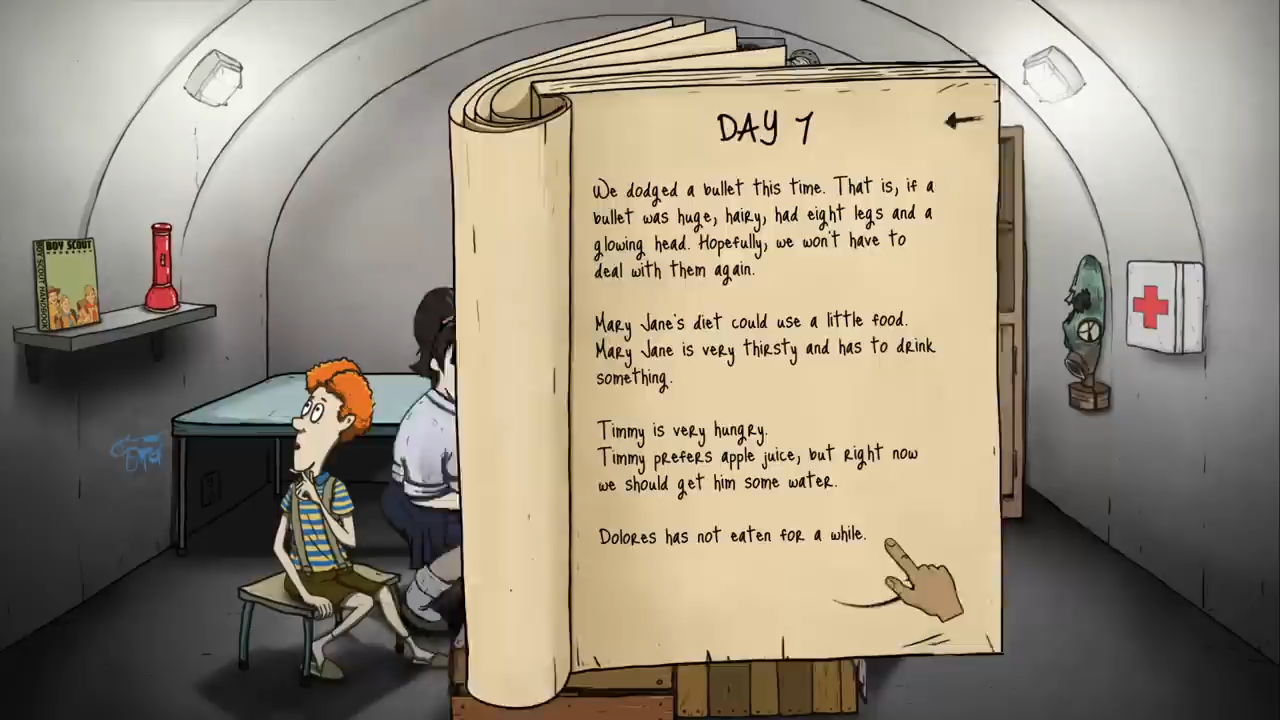 DAY 7
We dodged a bullet this time. That is, if a
bullet was huge, hairy, had eight legs and a
glowing head. Hopefully, we won't have to
deal with them again.
Mary Jane's diet could use a little food.
Mary Jane is very thirsty and has to drink
something.
Timmy is very hungry.
Timmy prefers apple juice, but right now
we should get him some water.
Dolores has not eaten for a while.
BOY SCOUT
BOY SCOUT HANDBOOK